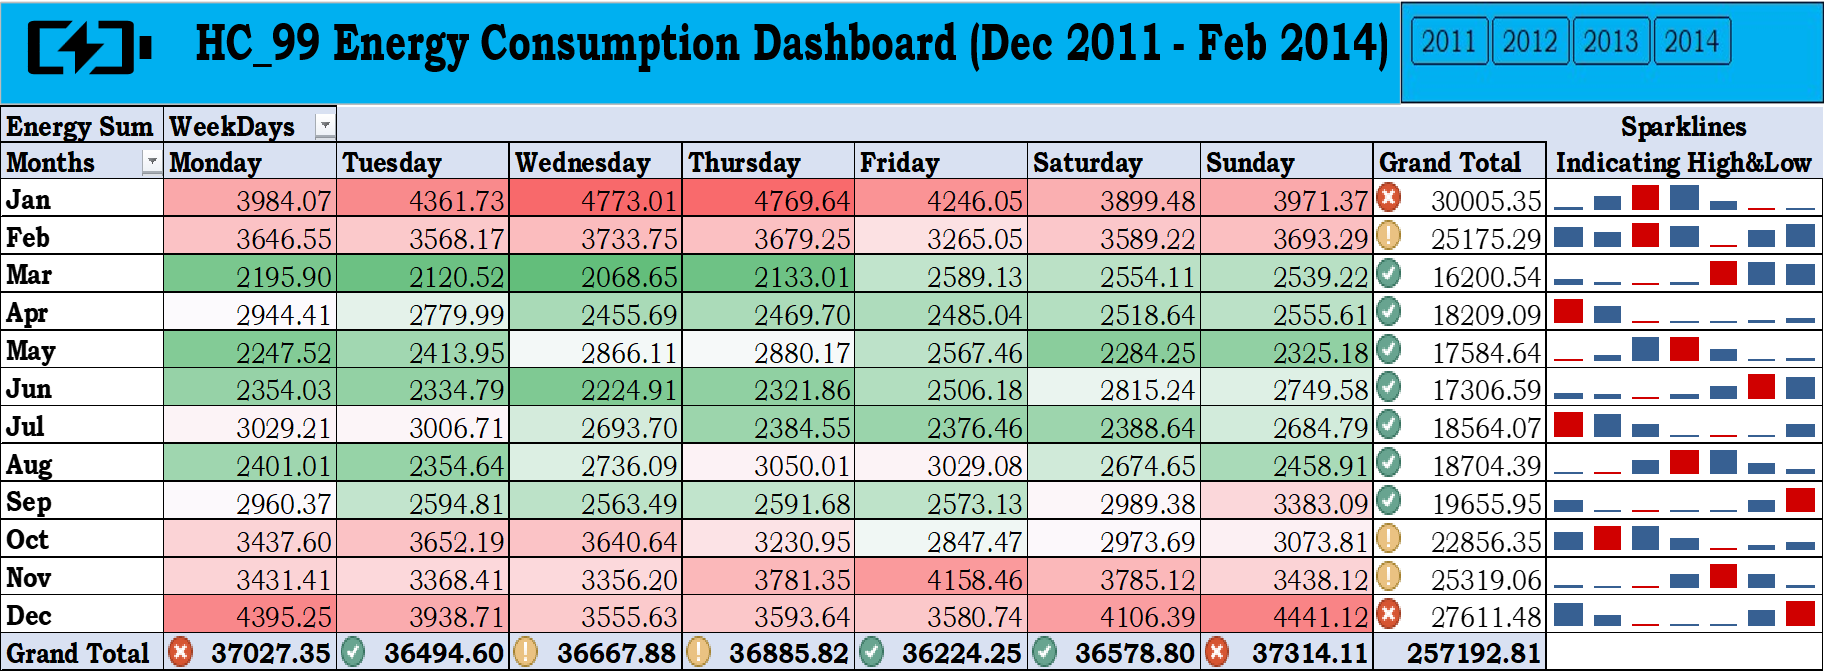 HC_99 Energy Consumption Dashboard (Dec 2011 - Feb 2014) 2011 2012 2013 2014
Energy Sum WeekDays Sparklines
Months Monday Tuesday Wednesday Thursday Friday Saturday Sunday Grand Total Indicating High&Low
Jan 3984.07 4361.73 4773.01 4769.64 4246.05 3899.48 3971.37 30005.35
Feb 3646.55 3568.17 3733.75 3679.25 3265.05 3589.22 3693.29 25175.29
Mar 2195.90 2120.52 2068.65 2133.01 2589.13 2554.11 2539.22 16200.54
Apr 2944.41 2779.99 2455.69 2469.70 2485.04 2518.64 2555.61 18209.09
May 2247.52 2413.95 2866.11 2880.17 2567.46 2284.25 2325.18 17584.64
Jun 2354.03 2334.79 2224.91 2321.86 2506.18 2815.24 2749.58 17306.59
Jul 3029.21 3006.71 2693.70 2384.55 2376.46 2388.64 2684.79 18564.07
Aug 2401.01 2354.64 2736.09 3050.01 3029.08 2674.65 2458.91 18704.39
Sep 2960.37 2594.81 2563.49 2591.68 2573.13 2989.38 3383.09 19655.95
Oct 3437.60 3652.19 3640.64 3230.95 2847.47 2973.69 3073.81 22856.35
Nov 3431.41 3368.41 3356.20 3781.35 4158.46 3785.12 3438.12 25319.06
Dec 4395.25 3938.71 3555.63 3593.64 3580.74 4106.39 4441.12 27611.48
Grand Total 37027.35 36494.60 36667.88 36885.82 36224.25 36578.80 37314.11 257192.81